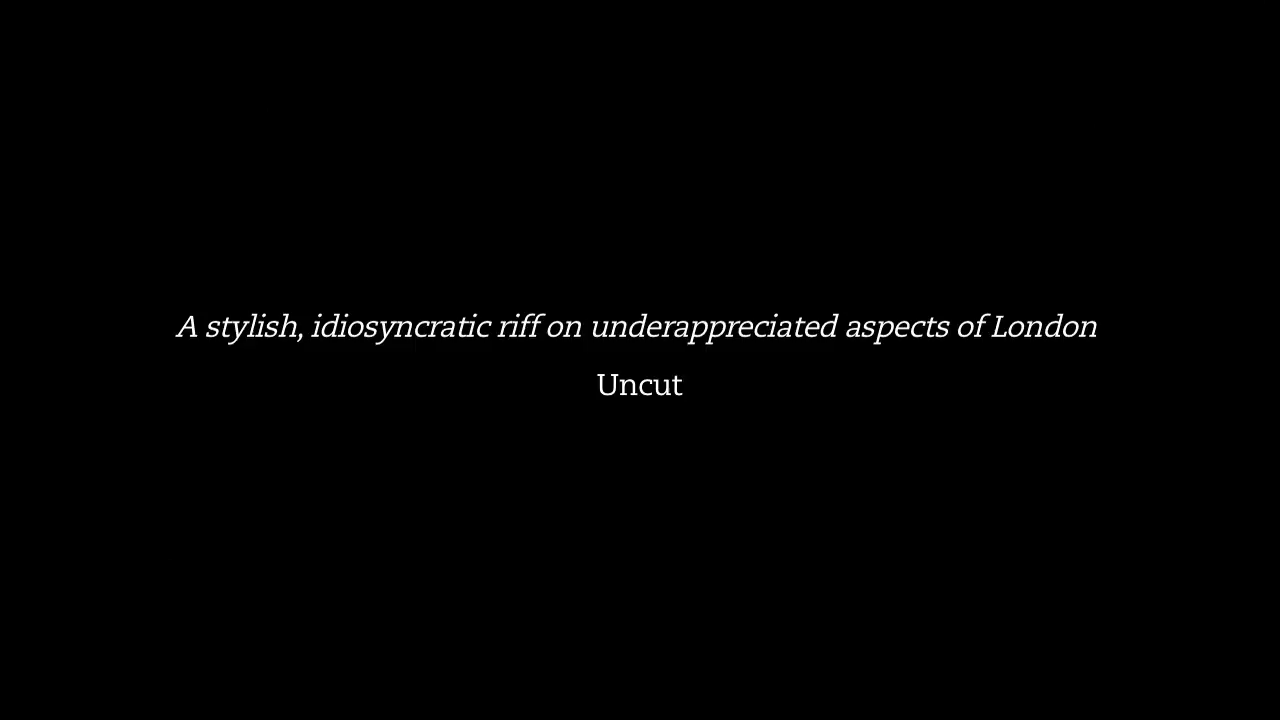 A stylish, idiosyncratic riff on underappreciated aspects of London
Uncut